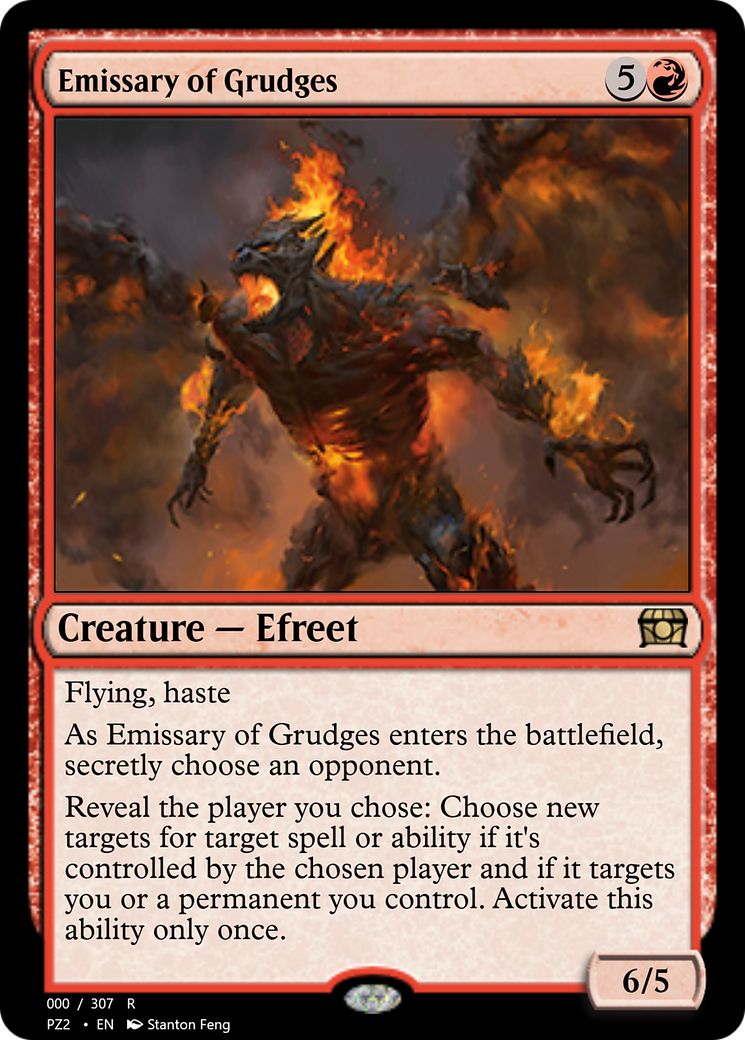 Emissary of Grudges 5
Creature — Efreet
Flying, haste
As Emissary of Grudges enters the battlefield,
secretly choose an opponent.
Reveal the player you chose: Choose new
targets for target spell or ability if it's
controlled by the chosen player and if it targets
you or a permanent you control. Activate this
ability only once.
6/5
000 / 307 R
PZ2 • EN Stanton Feng